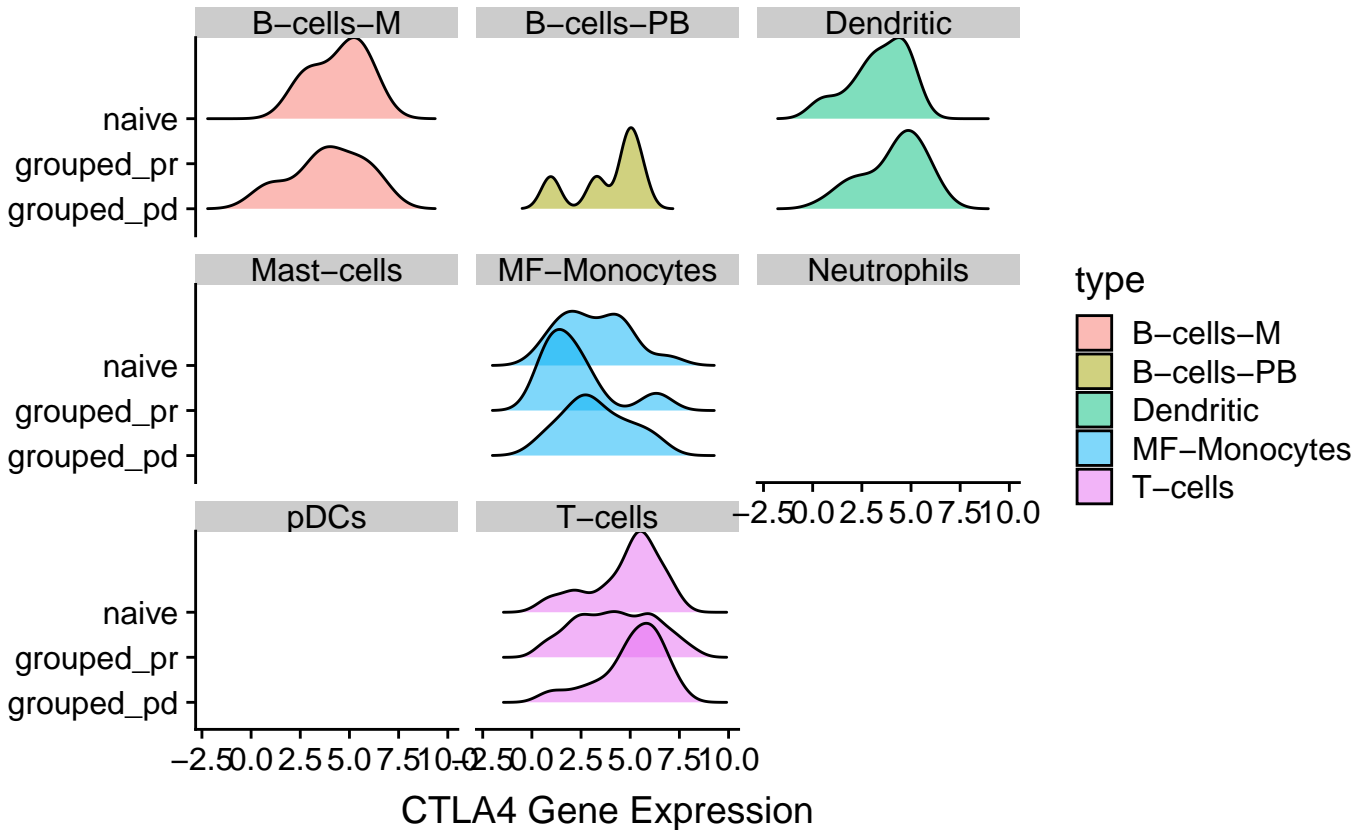 B−cells−M B−cells−PB Dendritic
naive
grouped_pr
grouped_pd
Mast−cells MF−Monocytes Neutrophils
naive
grouped_pr
grouped_pd
−2.5 0.0 2.5 5.0 7.5 10.0
pDCs T−cells
naive
grouped_pr
grouped_pd
−2.5 0.0 2.5 5.0 7.5 10.0 −2.5 0.0 2.5 5.0 7.5 10.0
CTLA4 Gene Expression
type
B−cells−M
B−cells−PB
Dendritic
MF−Monocytes
T−cells